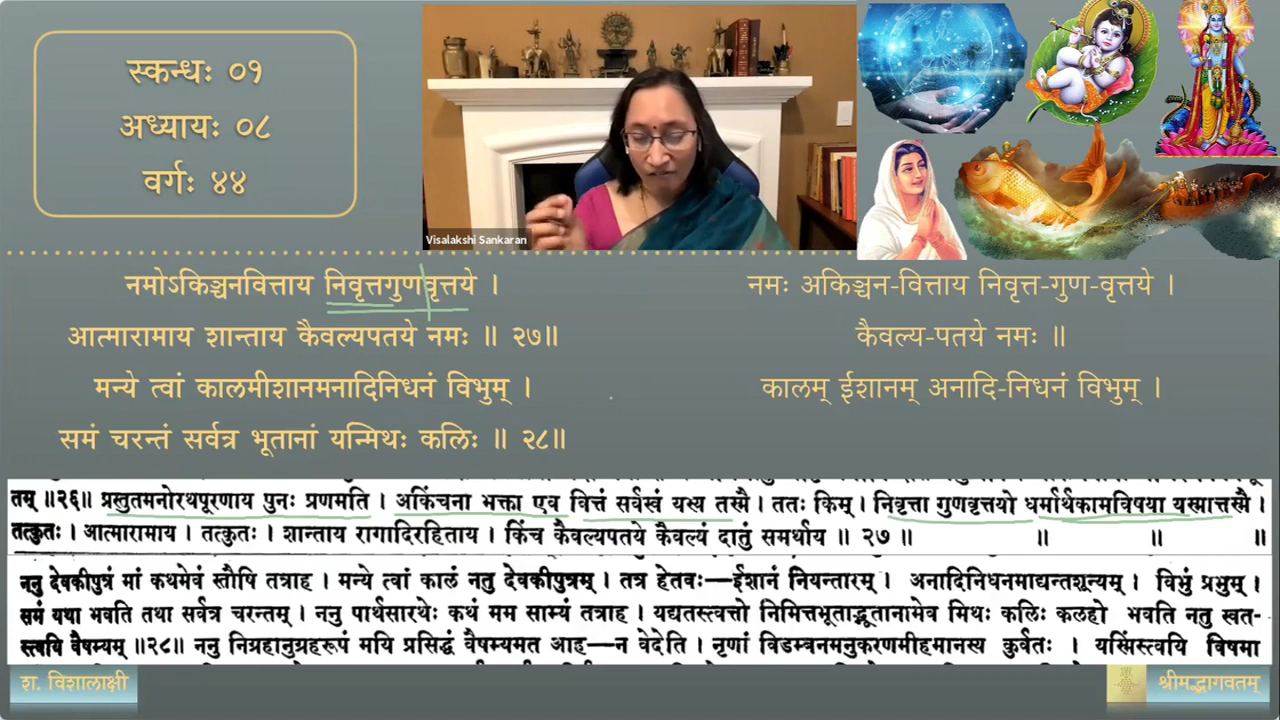 स्कन्धः ०१
अध्यायः ०८
वर्गः ४४
Visalakshi Sankaran
नमोऽकिञ्चनवित्ताय निवृत्तगुणवृत्तये ।
आत्मारामाय शान्ताय कैवल्यपतये नमः ॥ २७॥
मन्ये त्वां कालमीशानमनादिनिधनं विभुम् ।
समं चरन्तं सर्वत्र भूतानां यन्मिथः कलिः ॥ २८॥
नमः अकिञ्चन-वित्ताय निवृत्त-गुण-वृत्तये ।
कैवल्य-पतये नमः ॥
कालम् ईशानम् अनादि-निधनं विभुम् ।
तम् ॥२६॥ प्रस्तुतमनोरथपूरणाय पुनः प्रणमति । अकिंचना भक्ता एव वित्तं सर्वस्वं यस्य तस्मै । ततः किम् । निवृत्ता गुणवृत्तयो धर्मार्थकामविषया यस्मात्तस्मै ।
तत्कुतः । आत्मारामाय । तत्कुतः । शान्ताय रागादिरहिताय । किंच कैवल्यपतये कैवल्यं दातुं समर्थाय ॥ २७ ॥ ॥ ॥ ॥
ननु देवकीपुत्रं मां कथमेवं स्तौषि तत्राह । मन्ये त्वां कालं नतु देवकीपुत्रम् । तत्र हेतवः—ईशानं नियन्तारम् । अनादिनिधनमाद्यन्तशून्यम् । विभुं प्रभुम् ।
समं यथा भवति तथा सर्वत्र चरन्तम् । ननु पार्थसारथेः कथं मम साम्यं तत्राह । यद्यतस्त्वत्तो निमित्तभूताद्भूतानामेव मिथः कलिः कलहो भवति नतु स्वत-
स्त्वयि वैषम्यम् ॥२८॥ ननु निग्रहानुग्रहरूपं मयि प्रसिद्धं वैषम्यमत आह—न वेदेति । नृणां विडम्बनमनुकरणमीहमानस्य कुर्वतः । यस्मिंस्त्वयि विषमा
श. विशालाक्षी
श्रीमद्भागवतम्